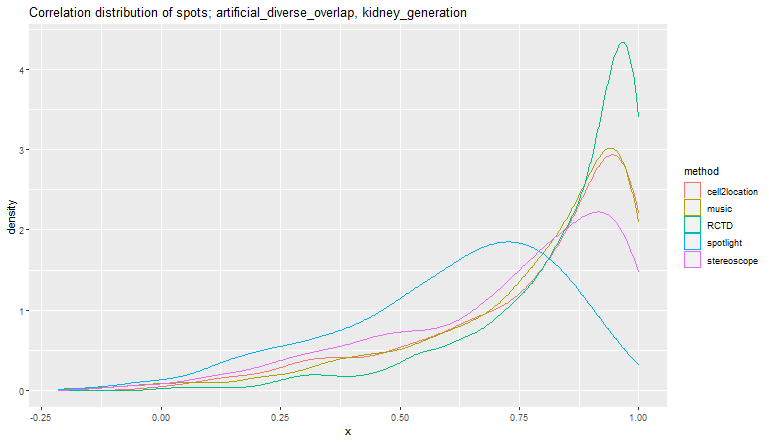 Correlation distribution of spots; artificial_diverse_overlap, kidney_generation
density
4
3
2
1
0
-0.25
0.00
0.25
0.50
0.75
1.00
x
method
cell2location
music
RCTD
spotlight
stereoscope